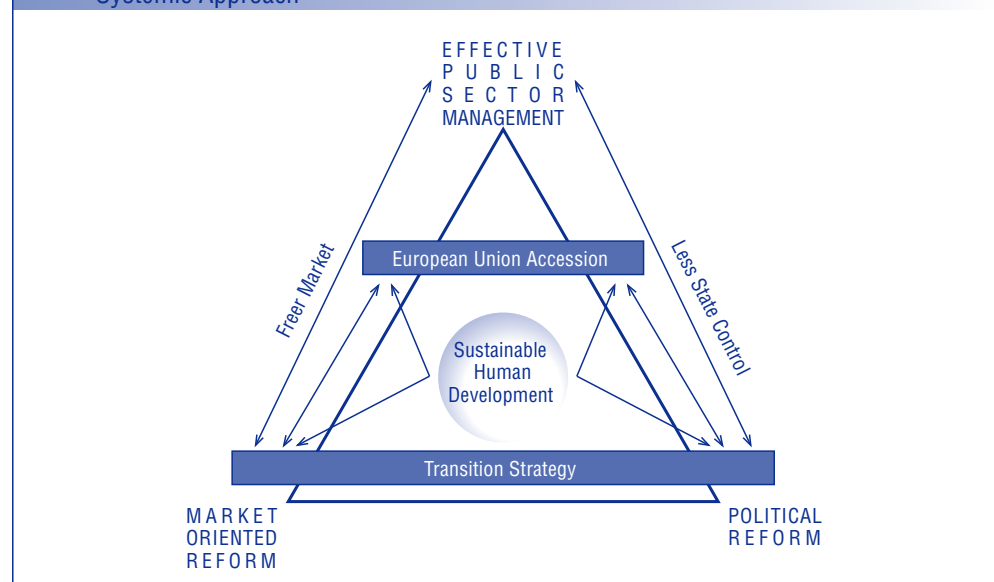 Systemic Approach
EFFECTIVE
PUBLIC
SECTOR
MANAGEMENT
Freer Market
Less State Control
European Union Accession
Sustainable
Human
Development
Transition Strategy
MARKET
ORIENTED
REFORM
POLITICAL
REFORM